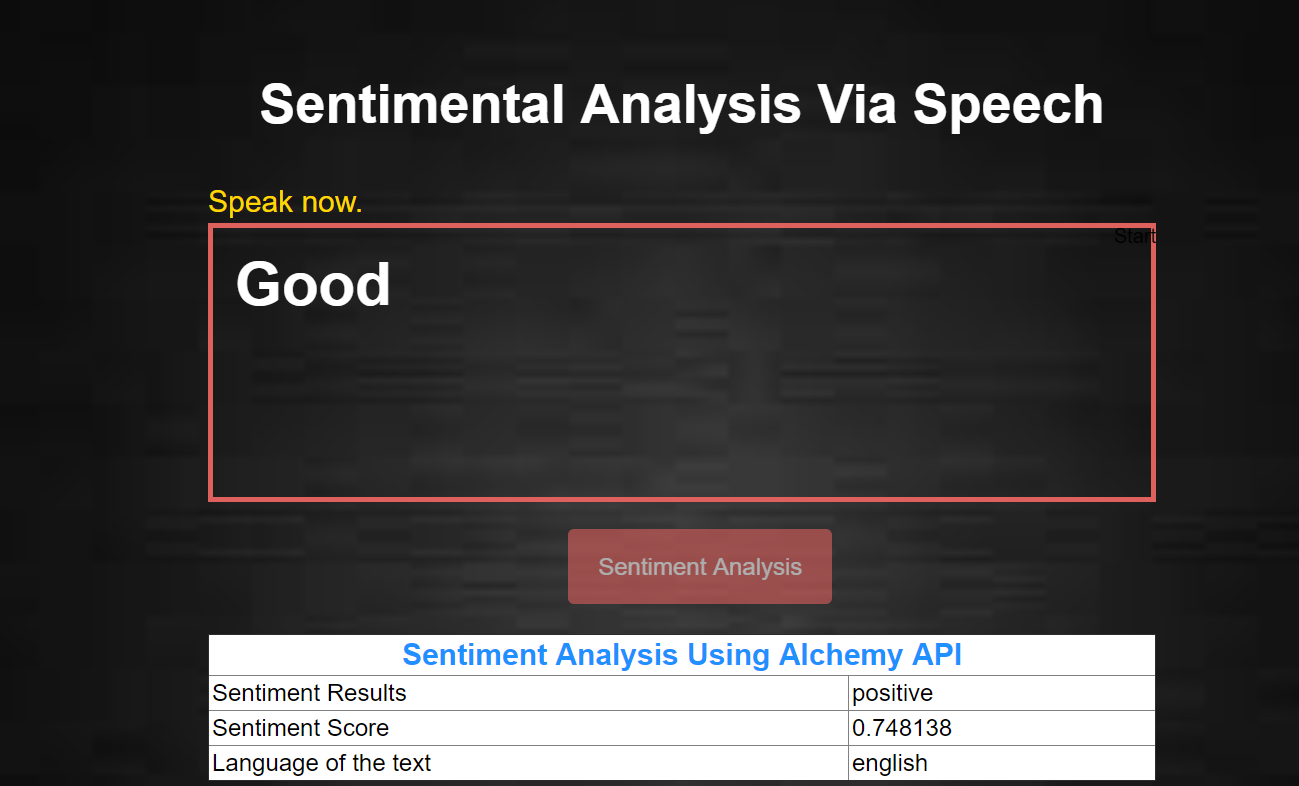 Sentimental Analysis Via Speech
Speak now.
Start
Good
Sentiment Analysis
Sentiment Analysis Using Alchemy API
Sentiment Results positive
Sentiment Score 0.748138
Language of the text english